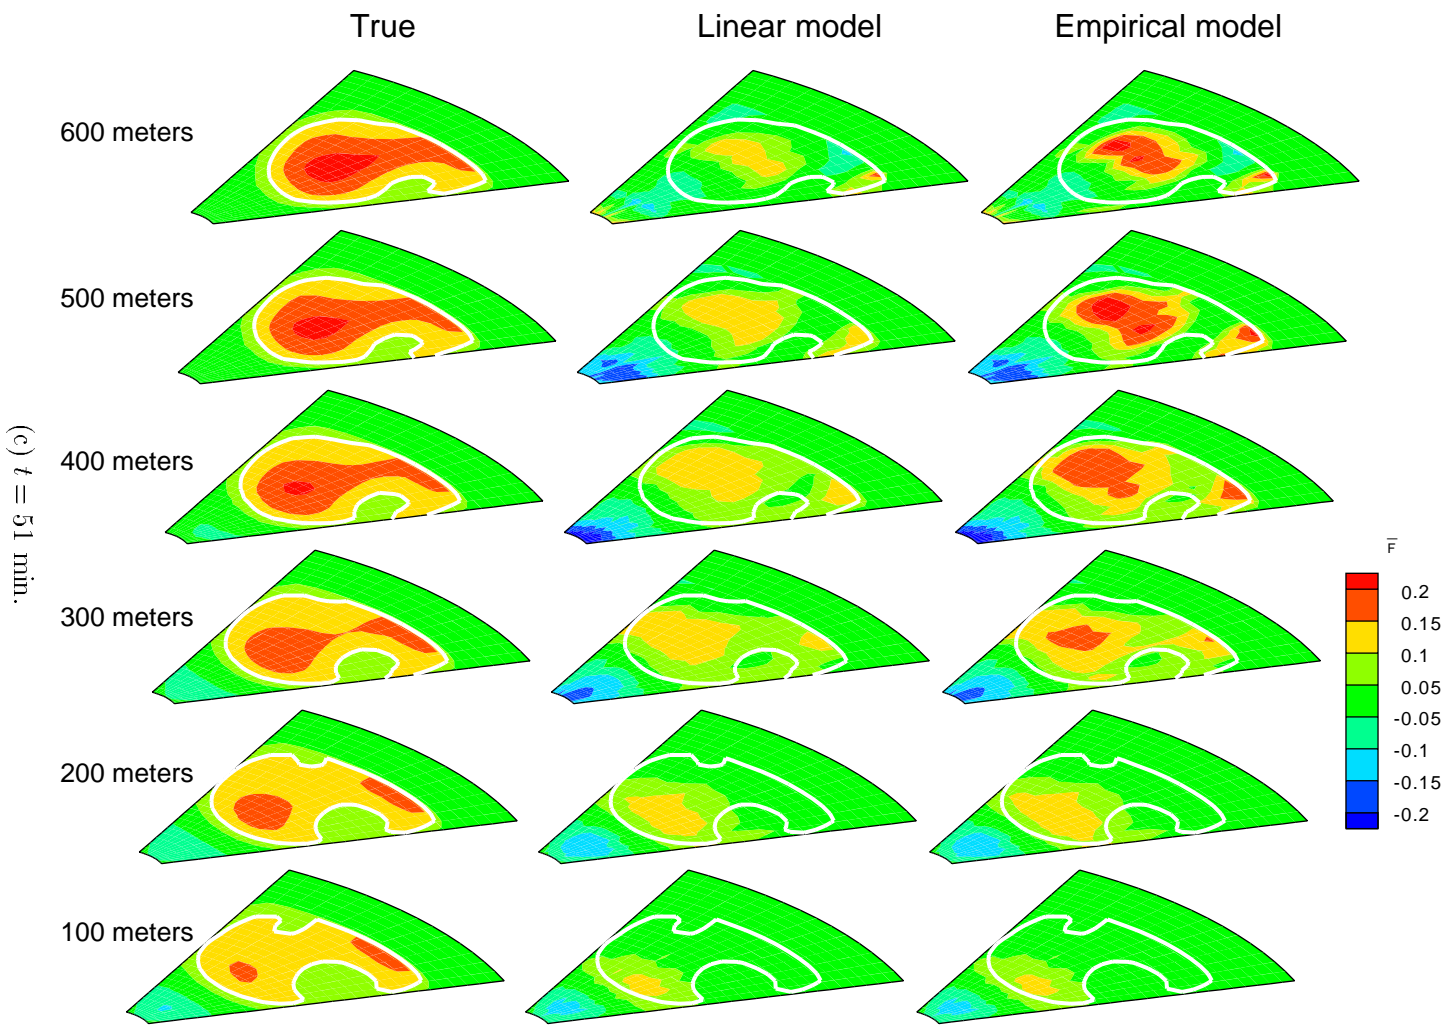 True Linear model Empirical model
600 meters
500 meters
400 meters
300 meters
200 meters
100 meters
(c) t = 51 min.
F
0.2
0.15
0.1
0.05
-0.05
-0.1
-0.15
-0.2